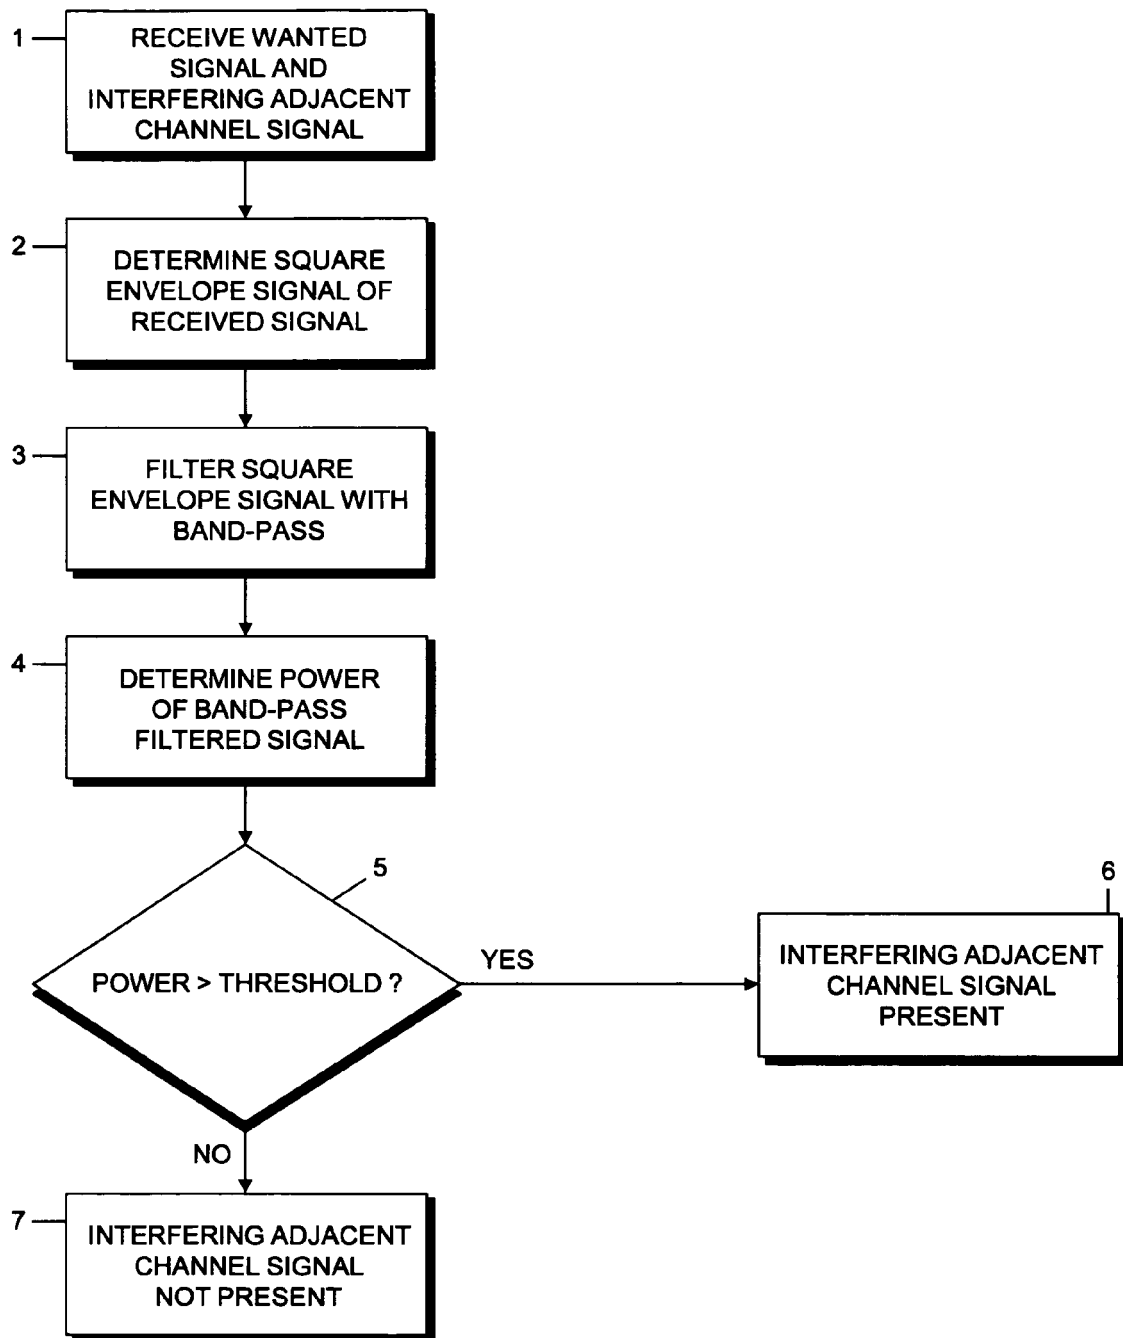 1
RECEIVE WANTED
SIGNAL AND
INTERFERING ADJACENT
CHANNEL SIGNAL
2
DETERMINE SQUARE
ENVELOPE SIGNAL OF
RECEIVED SIGNAL
3
FILTER SQUARE
ENVELOPE SIGNAL WITH
BAND-PASS
4
DETERMINE POWER
OF BAND-PASS
FILTERED SIGNAL
5
POWER > THRESHOLD ?
YES
6
INTERFERING ADJACENT
CHANNEL SIGNAL
PRESENT
NO
7
INTERFERING ADJACENT
CHANNEL SIGNAL
NOT PRESENT